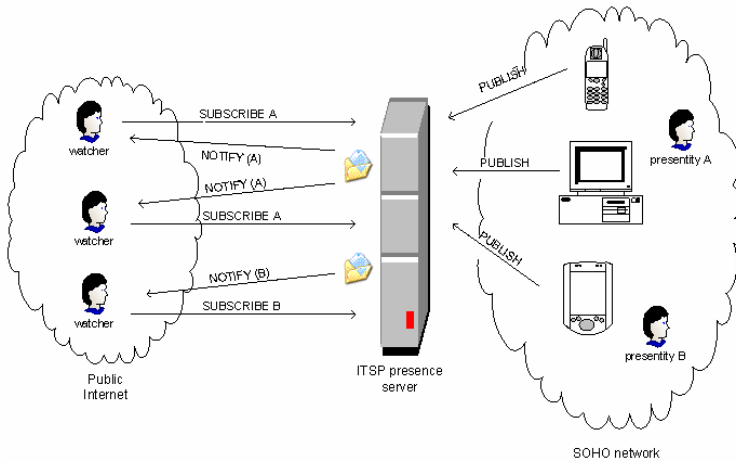 SUBSCRIBE A
watcher
NOTIFY (A)
NOTIFY (A)
SUBSCRIBE A
watcher
NOTIFY (B)
SUBSCRIBE B
watcher
Public
Internet
ITSP presence
server
PUBLISH
presentity A
PUBLISH
PUBLISH
presentity B
SOHO network